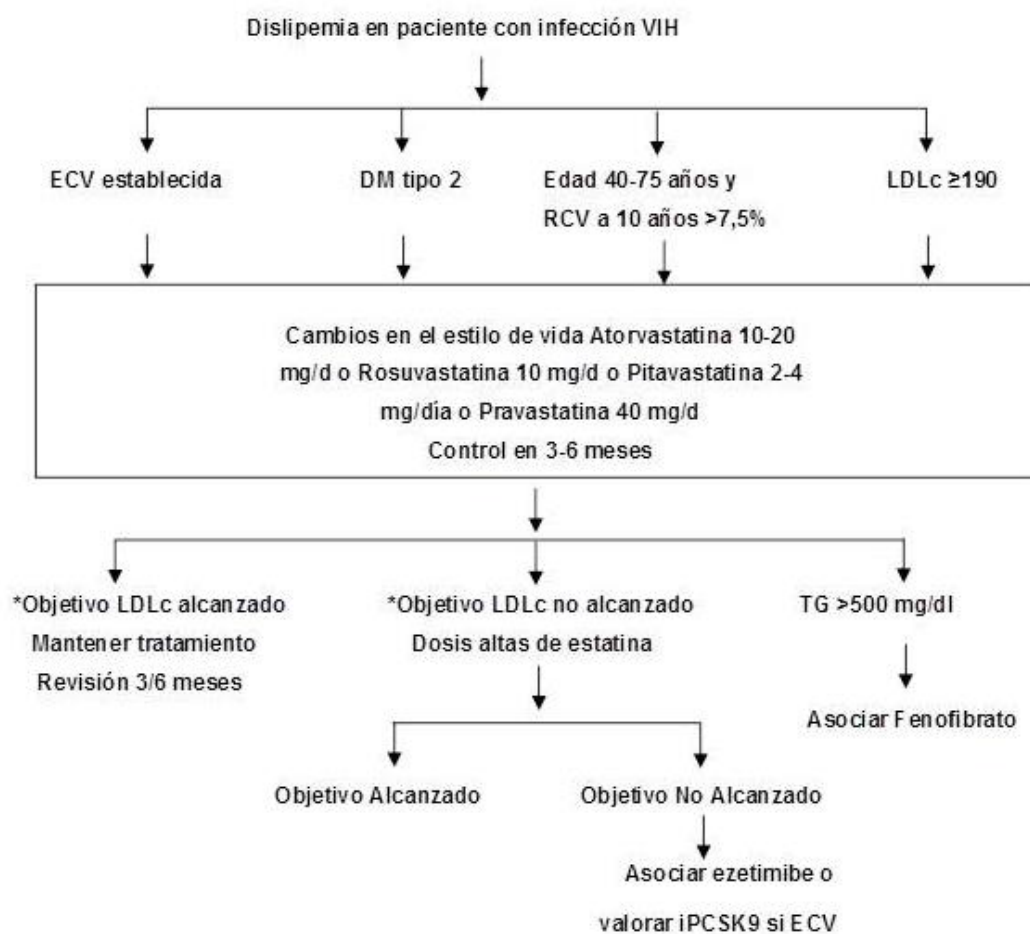 Dislipemia en paciente con infección VIH
ECV establecida
DM tipo 2
Edad 40-75 años y
RCV a 10 años >7,5%
LDLc ≥190
Cambios en el estilo de vida Atorvastatina 10-20
mg/d o Rosuvastatina 10 mg/d o Pitavastatina 2-4
mg/día o Pravastatina 40 mg/d
Control en 3-6 meses
*Objetivo LDLc alcanzado
Mantener tratamiento
Revisión 3/6 meses
*Objetivo LDLc no alcanzado
Dosis altas de estatina
TG >500 mg/dl
Asociar Fenofibrato
Objetivo Alcanzado
Objetivo No Alcanzado
Asociar ezetimibe o
valorar iPCSK9 si ECV